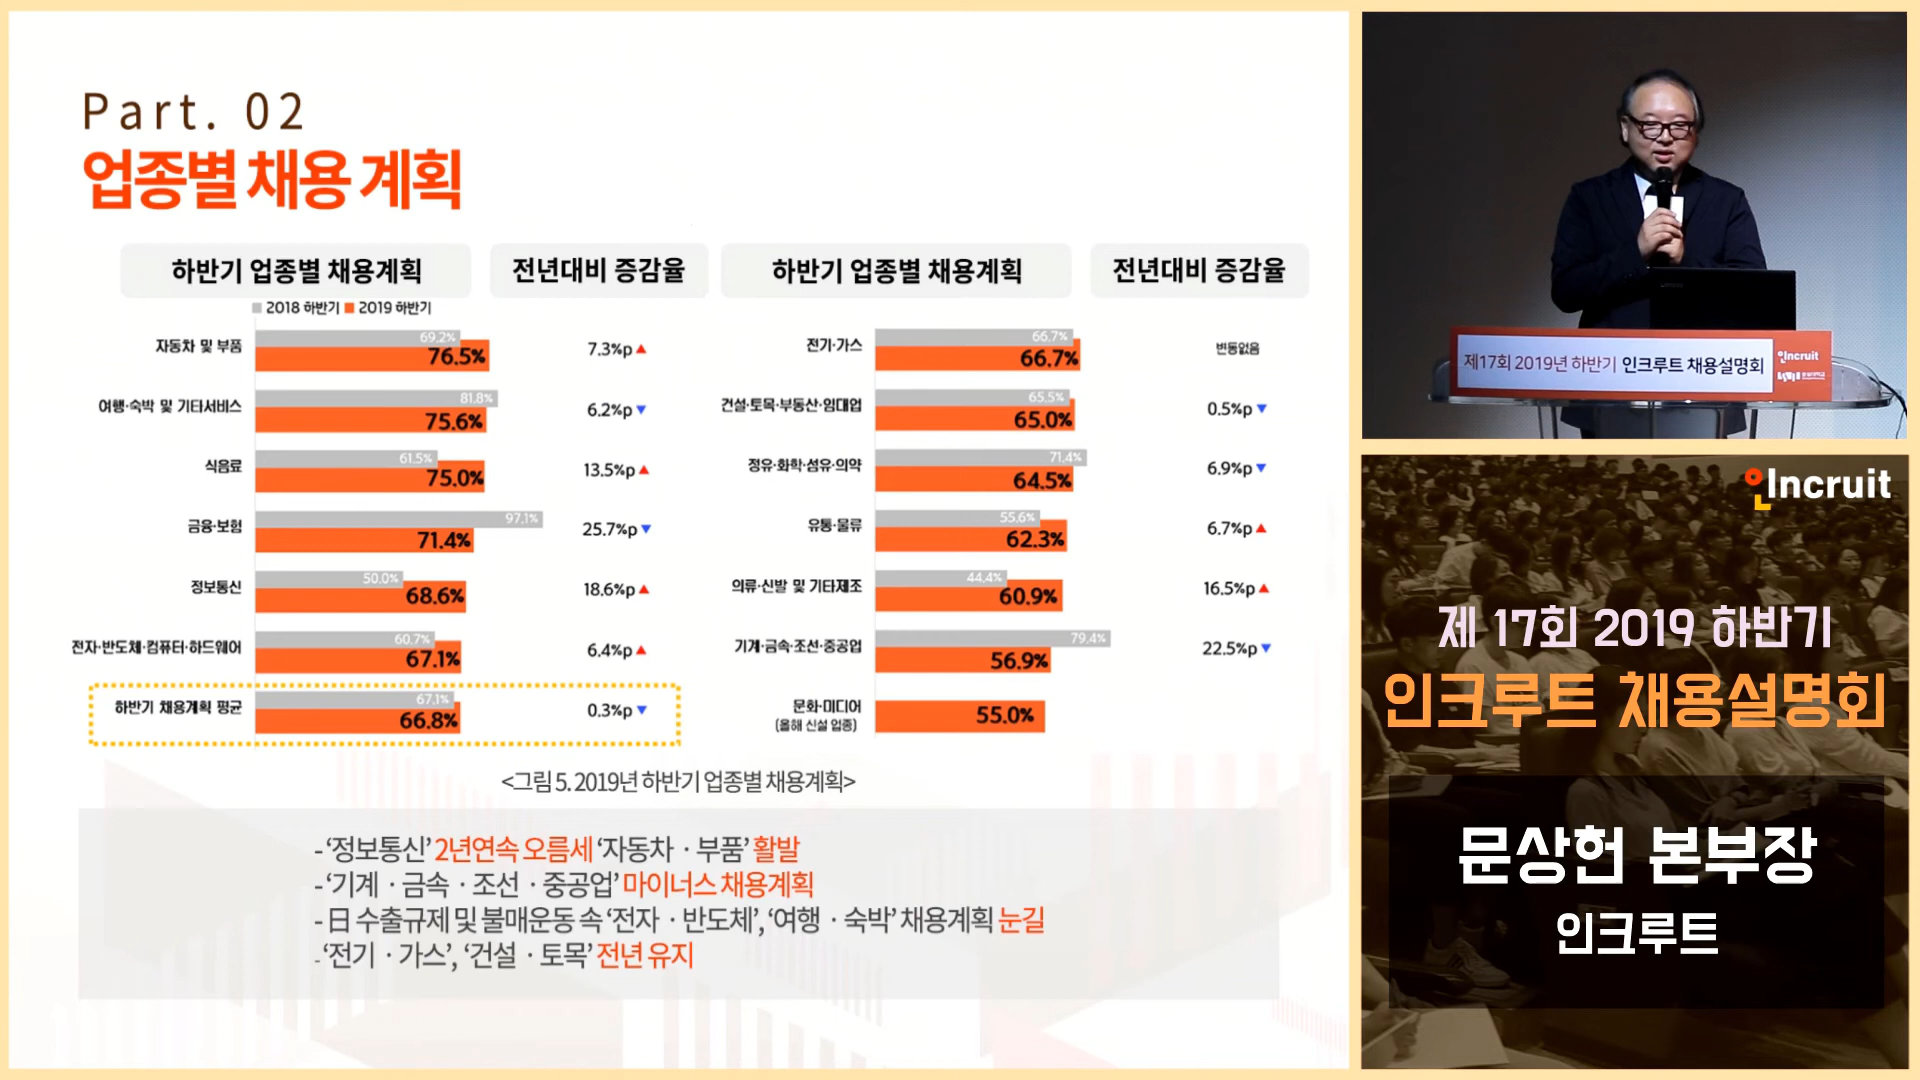 Part. 02
업종별 채용 계획
하반기 업종별 채용계획
전년대비 증감율
하반기 업종별 채용계획
전년대비 증감율
2018 하반기 2019 하반기
자동차 및 부품 69.2% 76.5% 7.3%p ▲
여행·숙박 및 기타서비스 81.8% 75.6% 6.2%p ▼
식음료 61.5% 75.0% 13.5%p ▲
금융·보험 97.1% 71.4% 25.7%p ▼
정보통신 50.0% 68.6% 18.6%p ▲
전자·반도체·컴퓨터·하드웨어 60.7% 67.1% 6.4%p ▲
하반기 채용계획 평균 67.1% 66.8% 0.3%p ▼
전기·가스 66.7% 66.7% 변동없음
건설·토목·부동산·임대업 65.5% 65.0% 0.5%p ▼
정유·화학·섬유·의약 71.4% 64.5% 6.9%p ▼
유통·물류 55.6% 62.3% 6.7%p ▲
의류·신발 및 기타제조 44.4% 60.9% 16.5%p ▲
기계·금속·조선·중공업 79.4% 56.9% 22.5%p ▼
문화·미디어 55.0%
(올해 신설 업종)
<그림 5. 2019년 하반기 업종별 채용계획>
- ‘정보통신’ 2년연속 오름세 ‘자동차 · 부품’ 활발
- ‘기계 · 금속 · 조선 · 중공업’ 마이너스 채용계획
- 日 수출규제 및 불매운동 속 ‘전자 · 반도체’, ‘여행 · 숙박’ 채용계획 눈길
- ‘전기 · 가스’, ‘건설 · 토목’ 전년 유지
제17회 2019년 하반기 인크루트 채용설명회
인ncruit
인Incruit
제 17회 2019 하반기
인크루트 채용설명회
문상헌 본부장
인크루트